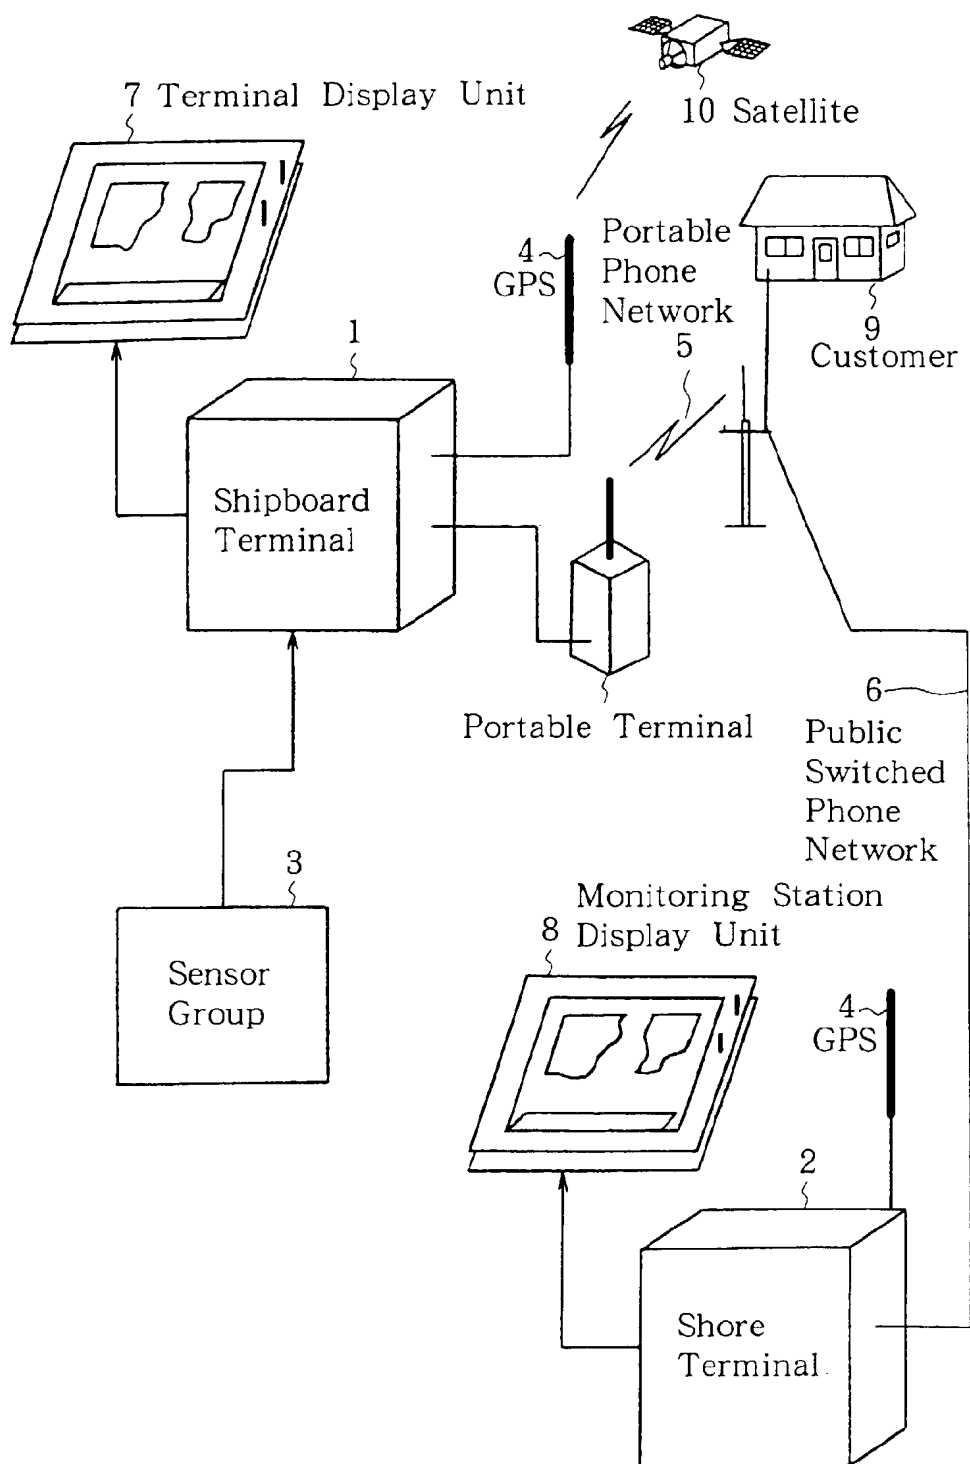 7 Terminal Display Unit
10 Satellite
4
GPS
Portable
Phone
Network
5
9
Customer
1
Shipboard
Terminal
Portable Terminal
6
Public
Switched
Phone
Network
3
Sensor
Group
Monitoring Station
Display Unit
8
4
GPS
2
Shore
Terminal